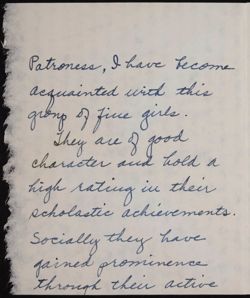 Patroness, I have become
acquainted with this
group of fine girls.
They are of good
character and hold a
high rating in their
scholastic achievements.
Socially they have
gained prominence
through their active